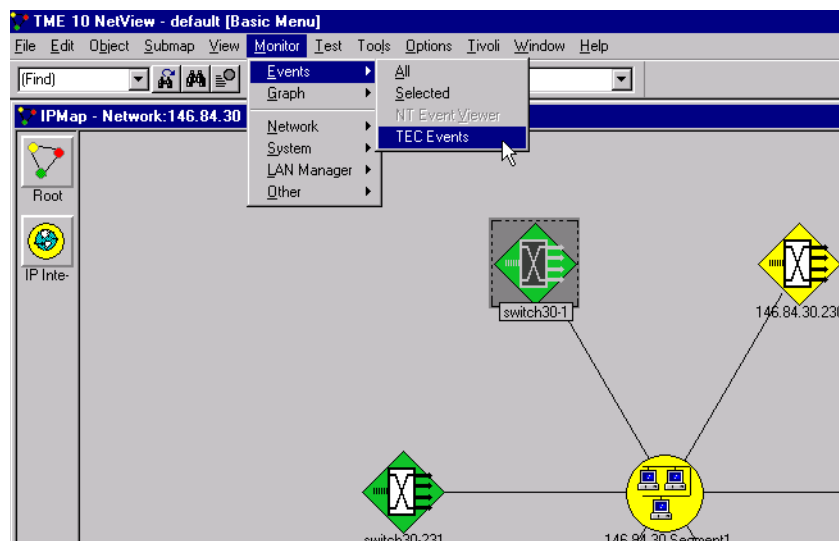 TME 10 NetView - default [Basic Menu]
File Edit Object Submap View Monitor Test Tools Options Tivoli Window Help
(Find)
Events
Graph
Network
System
LAN Manager
Other
All
Selected
NT Event Viewer
TEC Events
IPMap - Network:146.84.30
Root
IP Inte-
switch30-1
146.84.30.230
switch30-231
146.84.30.Segment1